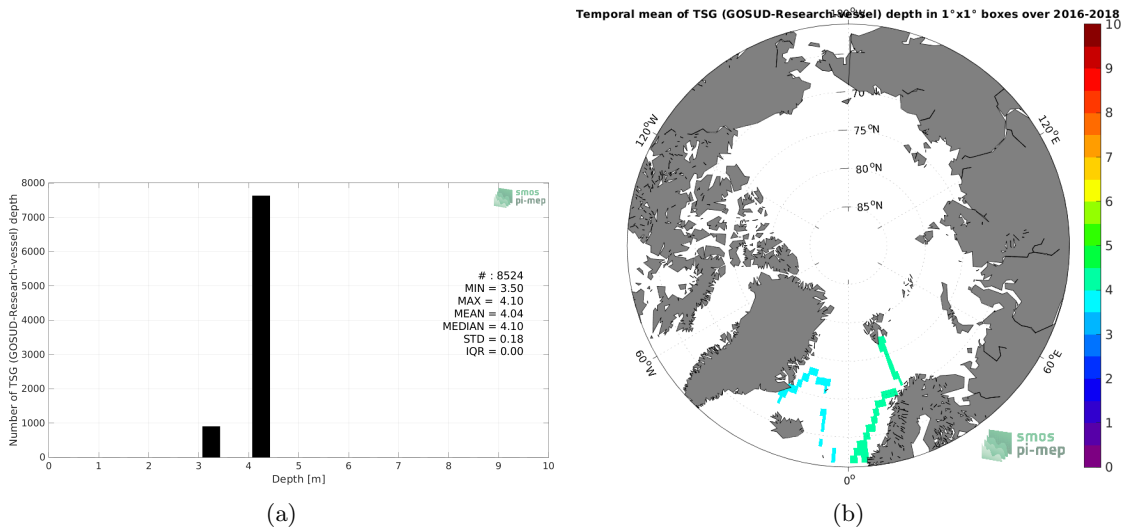 8000
7000
6000
5000
4000
3000
2000
1000
0
Number of TSG (GOSUD-Research-vessel) depth
smos
pi-mep
# : 8524
MIN = 3.50
MAX = 4.10
MEAN = 4.04
MEDIAN = 4.10
STD = 0.18
IQR = 0.00
0 1 2 3 4 5 6 7 8 9 10
Depth [m]
(a)
Temporal mean of TSG (GOSUD-Research-vessel) depth in 1°x1° boxes over 2016-2018
180°W
70
75°N
80°N
85°N
120°W
120°E
60°W
60°E
0°
smos
pi-mep
10
9
8
7
6
5
4
3
2
1
0
(b)